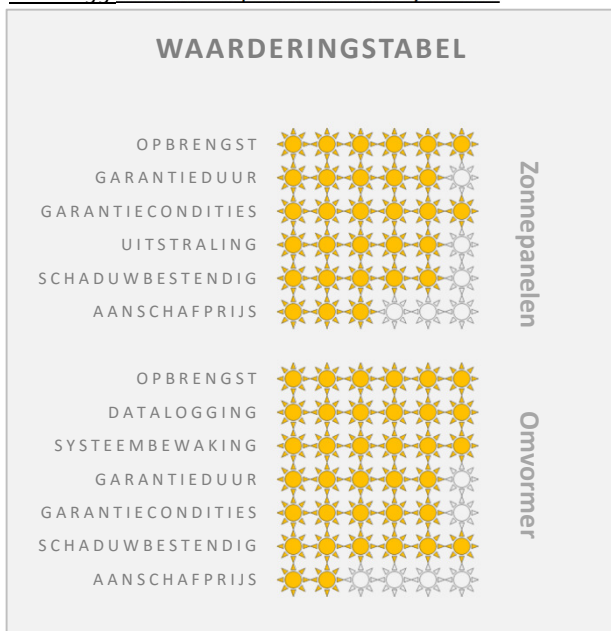 WAARDERINGSTABEL
OPBRENGST
GARANTIEDUUR
GARANTIECONDITIES
UITSTRALING
SCHADUWBESTENDIG
AANSCHAFPRIJS
Zonnepanelen
OPBRENGST
DATALOGGING
SYSTEEMBEWAKING
GARANTIEDUUR
GARANTIECONDITIES
SCHADUWBESTENDIG
AANSCHAFPRIJS
Omvormer